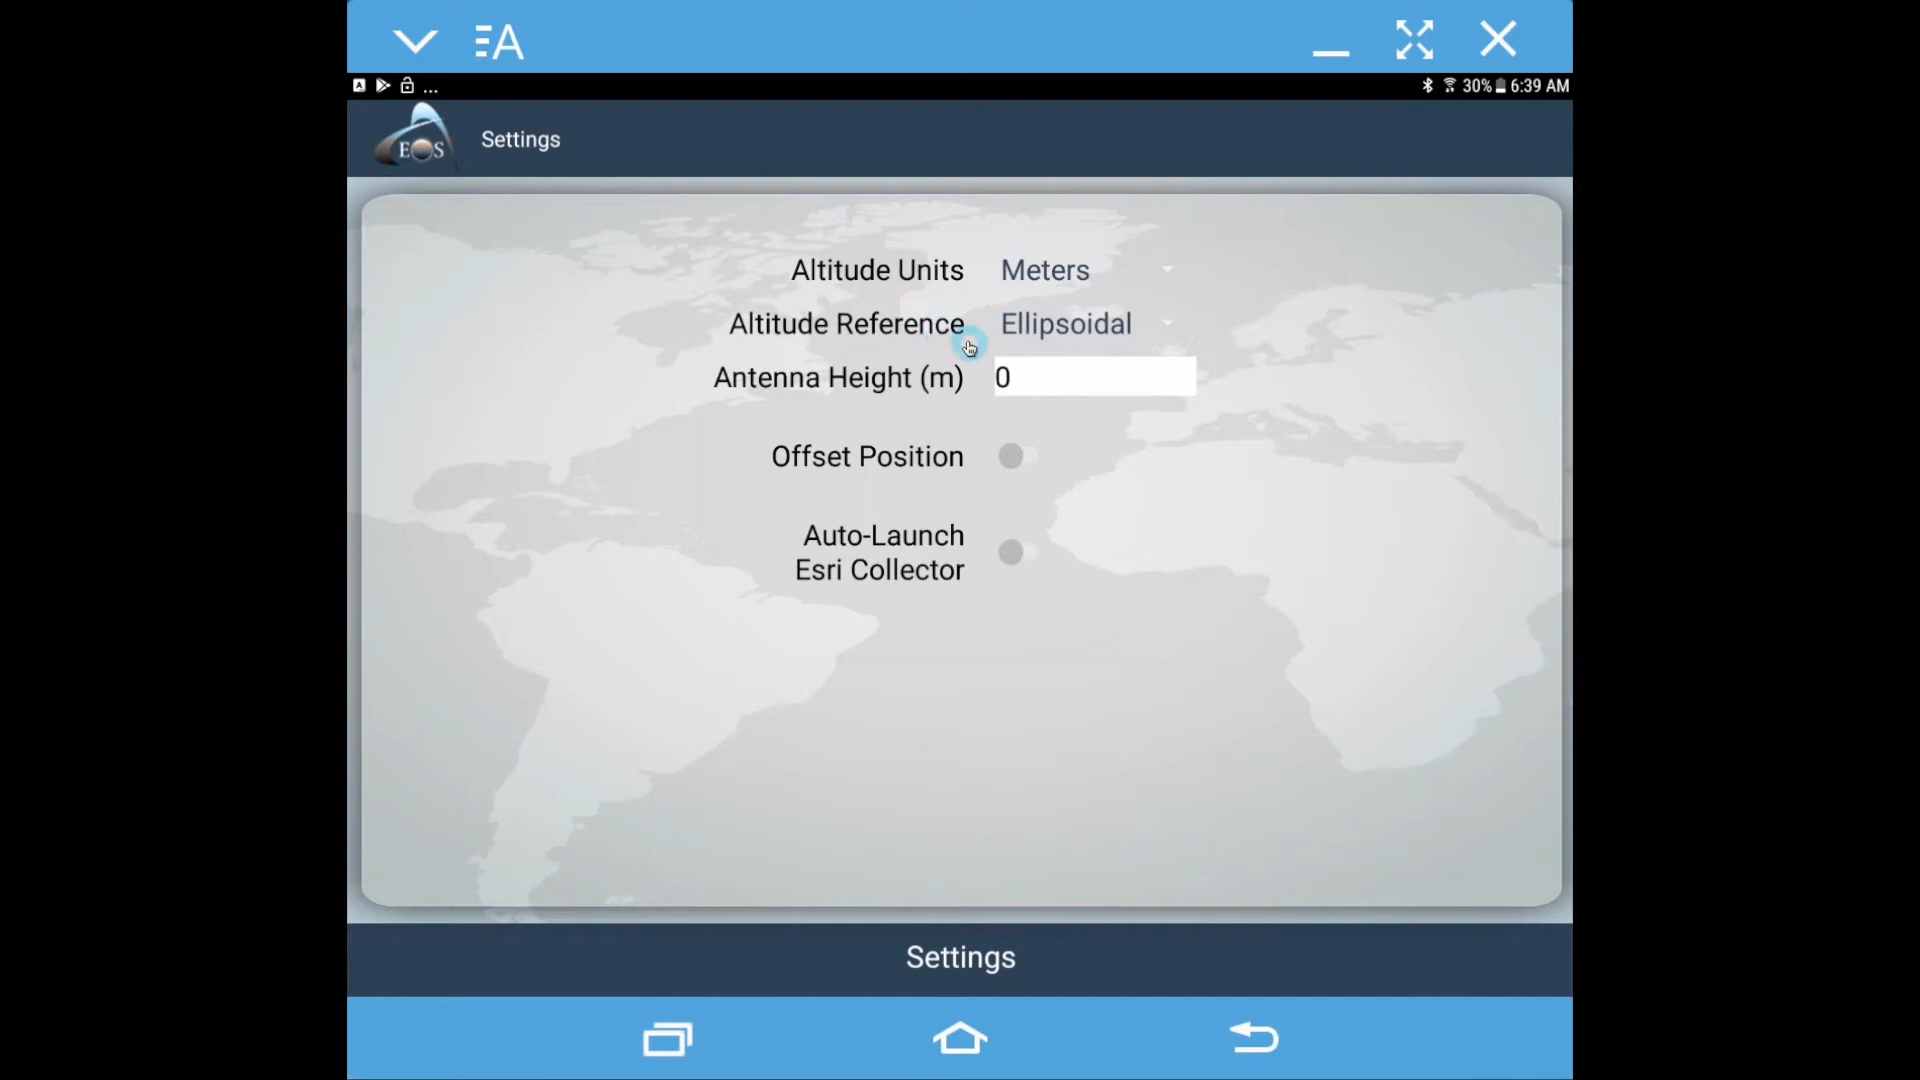 A
A
... 30% 6:39 AM
EOS Settings
Altitude Units Meters
Altitude Reference Ellipsoidal
Antenna Height (m) 0
Offset Position
Auto-Launch
Esri Collector
Settings